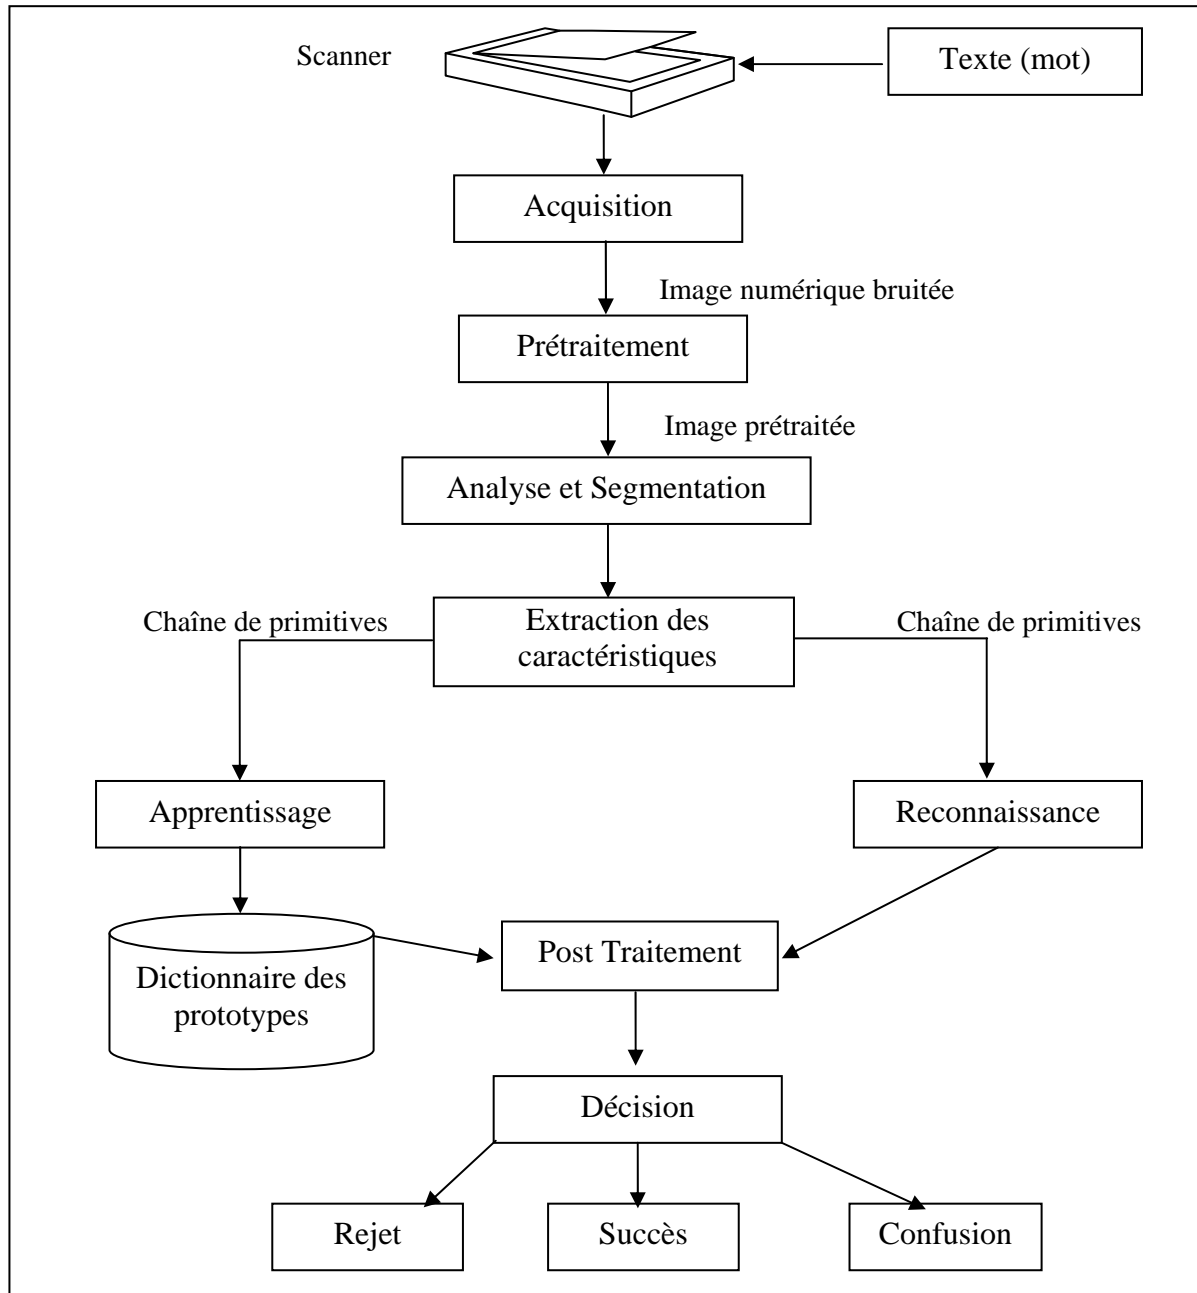 Scanner
Texte (mot)
Acquisition
Image numérique bruitée
Prétraitement
Image prétraitée
Analyse et Segmentation
Chaîne de primitives
Extraction des
caractéristiques
Chaîne de primitives
Apprentissage
Reconnaissance
Dictionnaire des
prototypes
Post Traitement
Décision
Rejet
Succès
Confusion